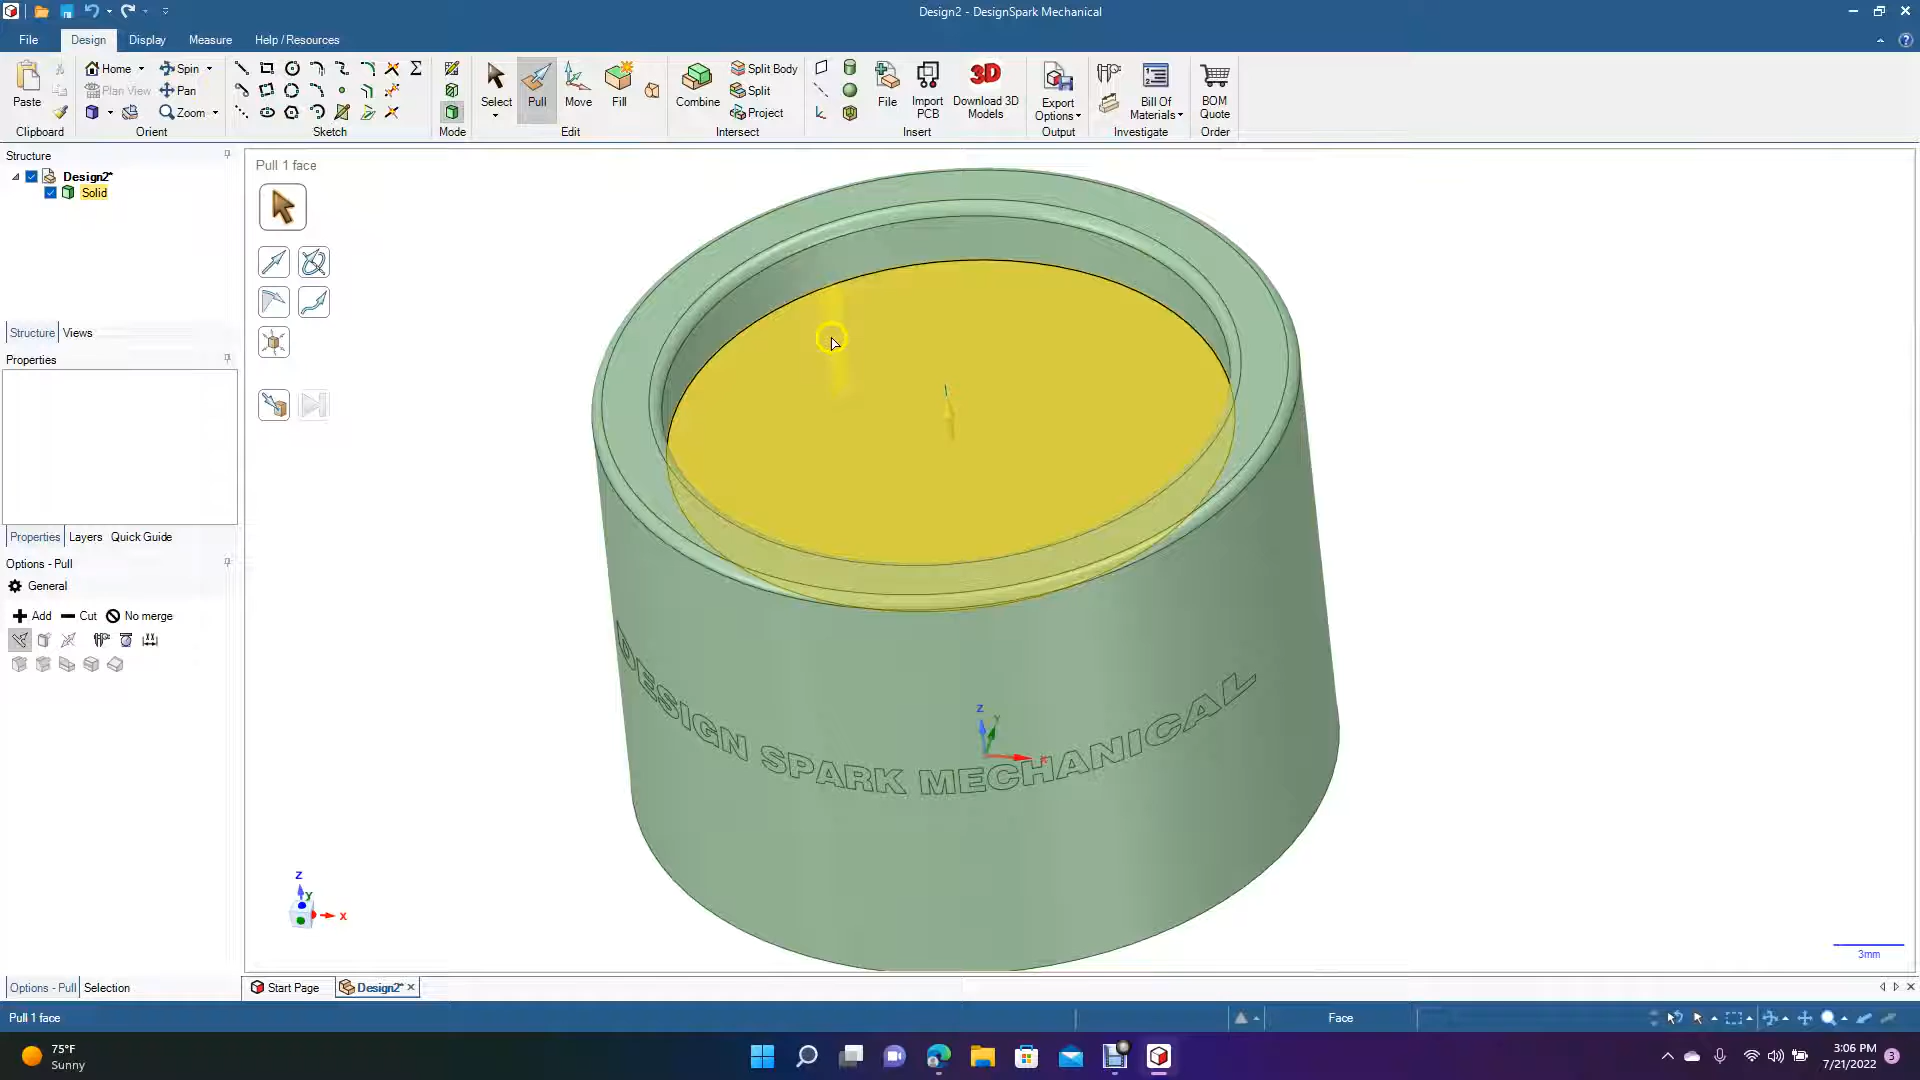 Design2 - DesignSpark Mechanical
File Design Display Measure Help / Resources
Paste
Clipboard
Home Spin
Plan View Pan
Zoom
Orient
Sketch
Mode
Select Pull Move Fill
Edit
Combine
Split Body
Split
Project
Intersect
File
Import PCB
Download 3D Models
3D
Insert
Export Options
Output
Bill Of Materials
Investigate
BOM Quote
Order
Structure
Design2*
Solid
Structure Views
Properties
Properties Layers Quick Guide
Options - Pull
General
Add Cut No merge
Options - Pull Selection
Pull 1 face
DESIGN SPARK MECHANICAL
Z
Y
X
Z
Y
X
3mm
Start Page Design2*
Pull 1 face
Face
75°F
Sunny
3:06 PM
7/21/2022
3